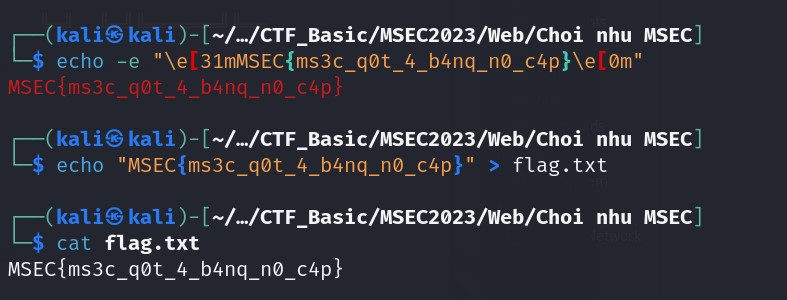 ┌──(kali㉿kali)-[~/…/CTF_Basic/MSEC2023/Web/Choi nhu MSEC]
└─$ echo -e "\e[31mMSEC{ms3c_q0t_4_b4nq_n0_c4p}\e[0m"
MSEC{ms3c_q0t_4_b4nq_n0_c4p}
┌──(kali㉿kali)-[~/…/CTF_Basic/MSEC2023/Web/Choi nhu MSEC]
└─$ echo "MSEC{ms3c_q0t_4_b4nq_n0_c4p}" > flag.txt
┌──(kali㉿kali)-[~/…/CTF_Basic/MSEC2023/Web/Choi nhu MSEC]
└─$ cat flag.txt
MSEC{ms3c_q0t_4_b4nq_n0_c4p}